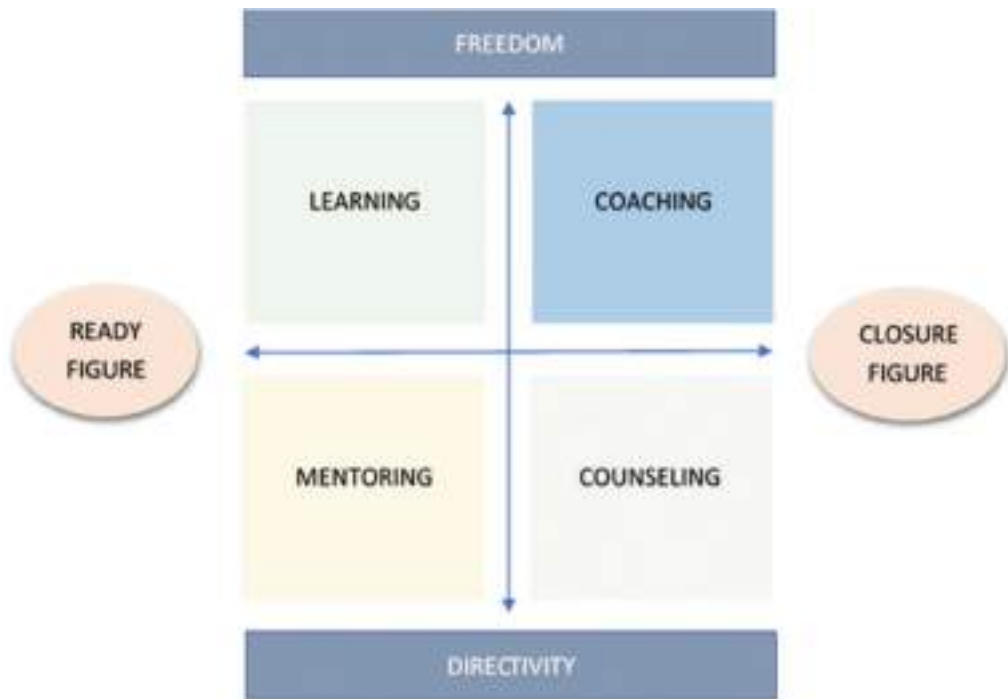 FREEDOM
LEARNING
COACHING
READY
FIGURE
CLOSURE
FIGURE
MENTORING
COUNSELING
DIRECTIVITY